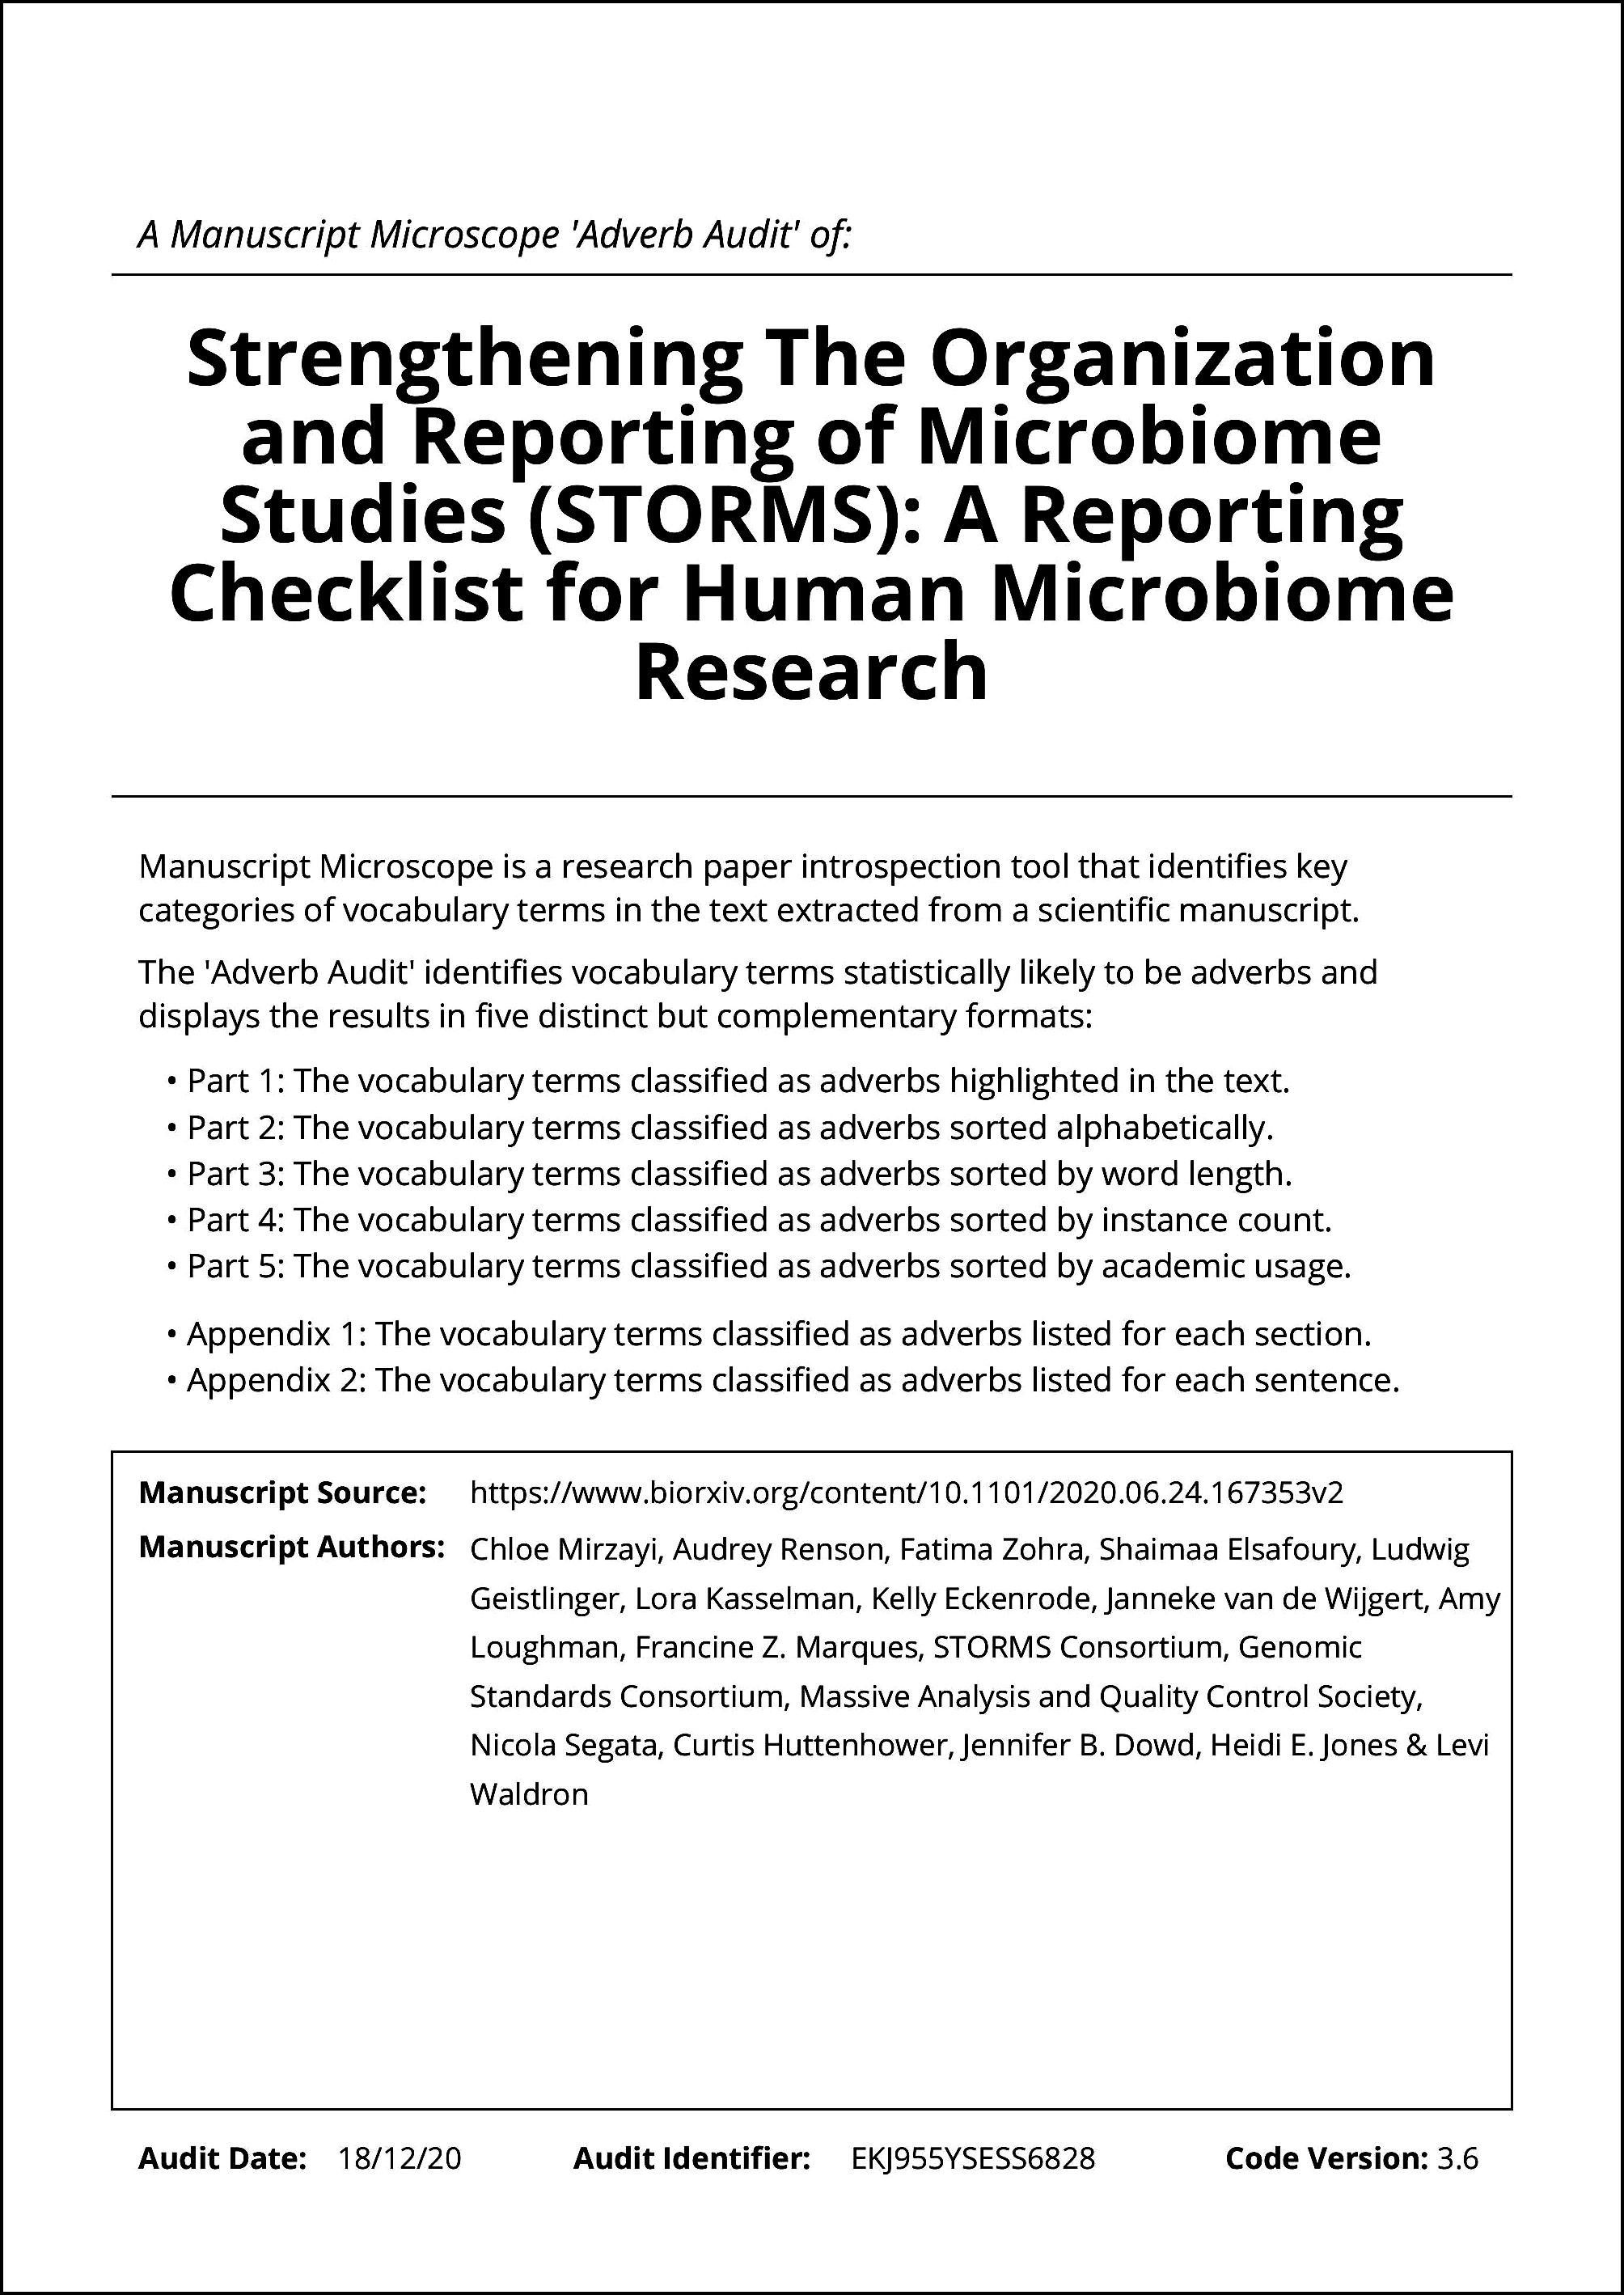 A Manuscript Microscope 'Adverb Audit' of:
Strengthening The Organization
and Reporting of Microbiome
Studies (STORMS): A Reporting
Checklist for Human Microbiome
Research
Manuscript Microscope is a research paper introspection tool that identifies key
categories of vocabulary terms in the text extracted from a scientific manuscript.
The 'Adverb Audit' identifies vocabulary terms statistically likely to be adverbs and
displays the results in five distinct but complementary formats:
• Part 1: The vocabulary terms classified as adverbs highlighted in the text.
• Part 2: The vocabulary terms classified as adverbs sorted alphabetically.
• Part 3: The vocabulary terms classified as adverbs sorted by word length.
• Part 4: The vocabulary terms classified as adverbs sorted by instance count.
• Part 5: The vocabulary terms classified as adverbs sorted by academic usage.
• Appendix 1: The vocabulary terms classified as adverbs listed for each section.
• Appendix 2: The vocabulary terms classified as adverbs listed for each sentence.
Manuscript Source: https://www.biorxiv.org/content/10.1101/2020.06.24.167353v2
Manuscript Authors: Chloe Mirzayi, Audrey Renson, Fatima Zohra, Shaimaa Elsafoury, Ludwig
Geistlinger, Lora Kasselman, Kelly Eckenrode, Janneke van de Wijgert, Amy
Loughman, Francine Z. Marques, STORMS Consortium, Genomic
Standards Consortium, Massive Analysis and Quality Control Society,
Nicola Segata, Curtis Huttenhower, Jennifer B. Dowd, Heidi E. Jones & Levi
Waldron
Audit Date: 18/12/20 Audit Identifier: EKJ955YSESS6828 Code Version: 3.6